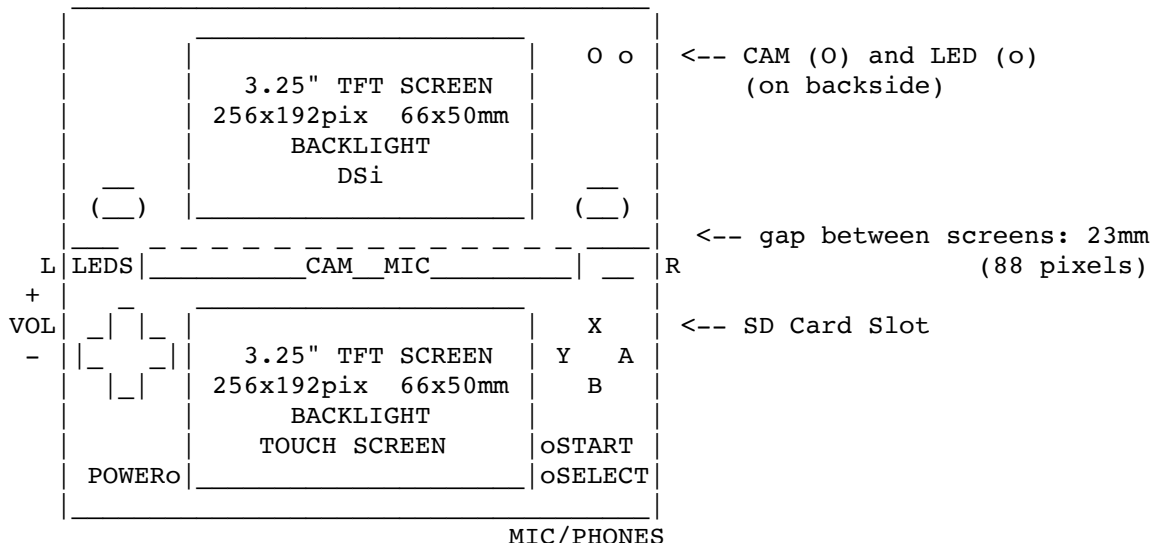 O o <-- CAM (O) and LED (o)
3.25" TFT SCREEN (on backside)
256x192pix 66x50mm
BACKLIGHT
DSi
(__) (__)
<-- gap between screens: 23mm
L LEDS CAM MIC R (88 pixels)
+
VOL X <-- SD Card Slot
- 3.25" TFT SCREEN Y A
256x192pix 66x50mm B
BACKLIGHT
TOUCH SCREEN oSTART
POWERo oSELECT
MIC/PHONES